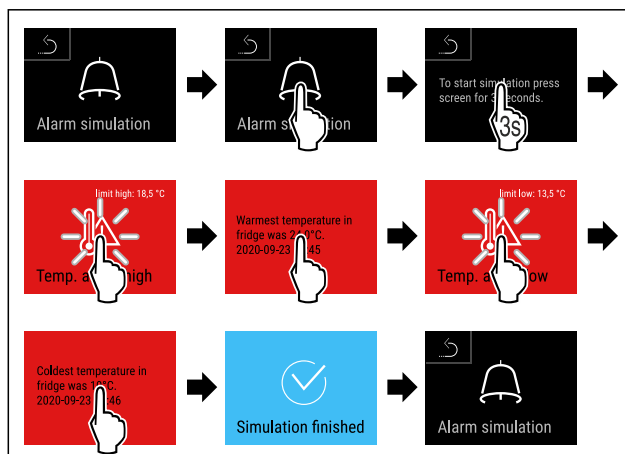 Alarm simulation
Alarm
To start simulation press
screen for 3 seconds.
3s
limit high: 18,5 °C
Temp. high
Warmest temperature in
fridge was °C.
2020-09-23 45
limit low: 13,5 °C
Temp.
Coldest temperature in
fridge was °C.
2020-09-23 46
Simulation finished
Alarm simulation